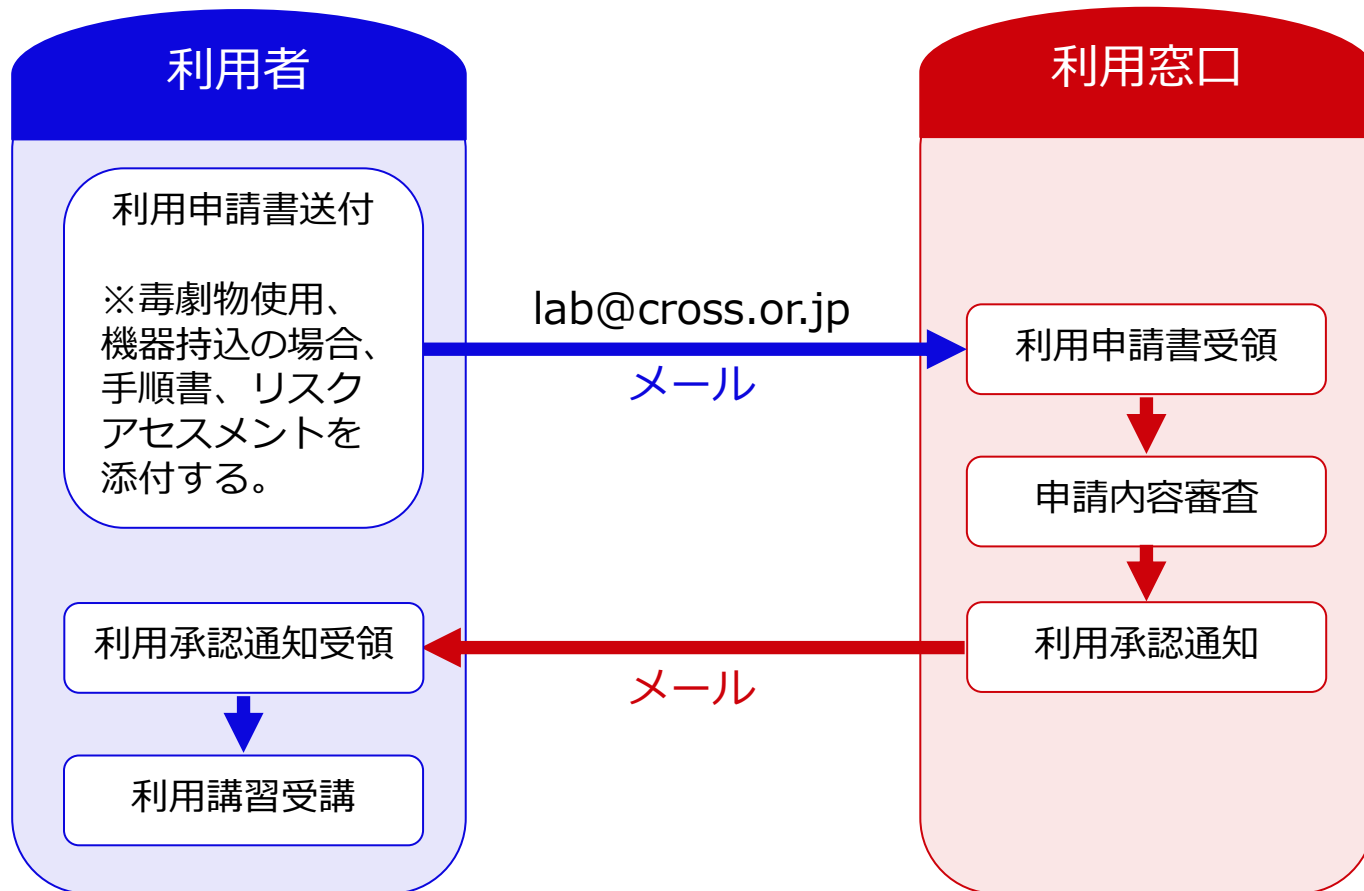 利用者
利用窓口
利用申請書送付
※毒劇物使用、
機器持込の場合、
手順書、リスク
アセスメントを
添付する。
lab@cross.or.jp
メール
利用申請書受領
申請内容審査
利用承認通知
メール
利用承認通知受領
利用講習受講